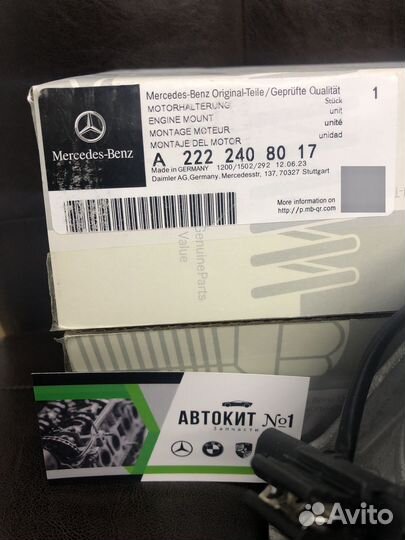 Mercedes-Benz Original-Teile/Geprüfte Qualität
MOTORHALTERUNG
ENGINE MOUNT
MONTAGE MOTEUR
MONTAJE DEL MOTOR
Stück
unit
unité
unidad
1
Mercedes-Benz
A 222 240 80 17
Made in GERMANY 1200/1502/292 12.06.23
Daimler AG,Germany, Mercedesstr, 137, 70327 Stuttgart
More information on
http://p.mb-qr.com
GenuineParts
Value
АВТОКИТ №1
Запчасти
Avito